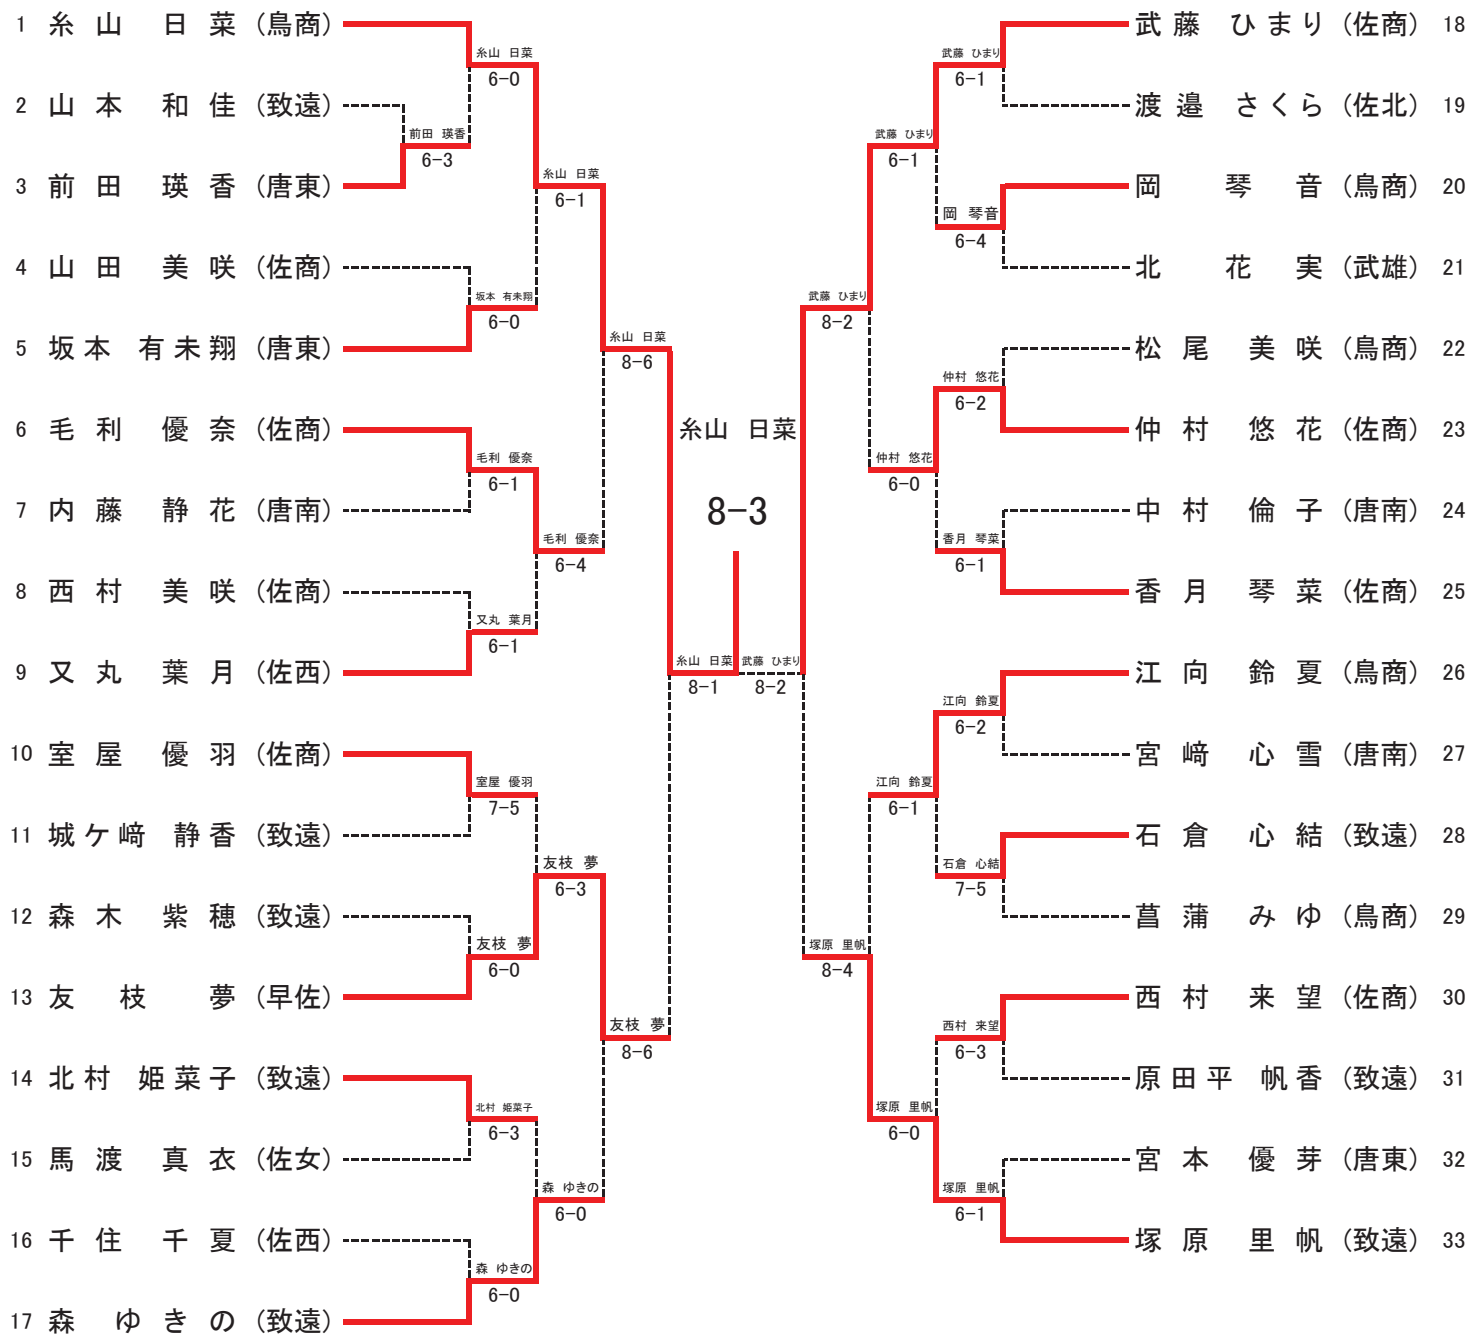 1 糸山 日菜 (鳥商)
2 山本 和佳 (致遠)
3 前田 瑛香 (唐東)
4 山田 美咲 (佐商)
5 坂本 有未翔 (唐東)
6 毛利 優奈 (佐商)
7 内藤 静花 (唐南)
8 西村 美咲 (佐商)
9 又丸 葉月 (佐西)
10 室屋 優羽 (佐商)
11 城ケ﨑 静香 (致遠)
12 森木 紫穂 (致遠)
13 友枝 夢 (早佐)
14 北村 姫菜子 (致遠)
15 馬渡 真衣 (佐女)
16 千住 千夏 (佐西)
17 森 ゆきの (致遠)
糸山 日菜
6-0
前田 瑛香
6-3
坂本 有未翔
6-0
毛利 優奈
6-1
又丸 葉月
6-1
室屋 優羽
7-5
友枝 夢
6-0
北村 姫菜子
6-3
森 ゆきの
6-0
糸山 日菜
6-1
毛利 優奈
6-4
友枝 夢
6-3
森 ゆきの
6-0
糸山 日菜
8-6
友枝 夢
8-6
糸山 日菜
8-1
糸山 日菜
8-3
武藤 ひまり
8-2
武藤 ひまり
8-2
塚原 里帆
8-4
武藤 ひまり
6-1
仲村 悠花
6-0
江向 鈴夏
6-1
塚原 里帆
6-0
武藤 ひまり
6-1
岡 琴音
6-4
仲村 悠花
6-2
香月 琴菜
6-1
江向 鈴夏
6-2
石倉 心結
7-5
西村 来望
6-3
塚原 里帆
6-1
武藤 ひまり (佐商) 18
渡邉 さくら (佐北) 19
岡 琴音 (鳥商) 20
北 花実 (武雄) 21
松尾 美咲 (鳥商) 22
仲村 悠花 (佐商) 23
中村 倫子 (唐南) 24
香月 琴菜 (佐商) 25
江向 鈴夏 (鳥商) 26
宮﨑 心雪 (唐南) 27
石倉 心結 (致遠) 28
菖蒲 みゆ (鳥商) 29
西村 来望 (佐商) 30
原田平 帆香 (致遠) 31
宮本 優芽 (唐東) 32
塚原 里帆 (致遠) 33